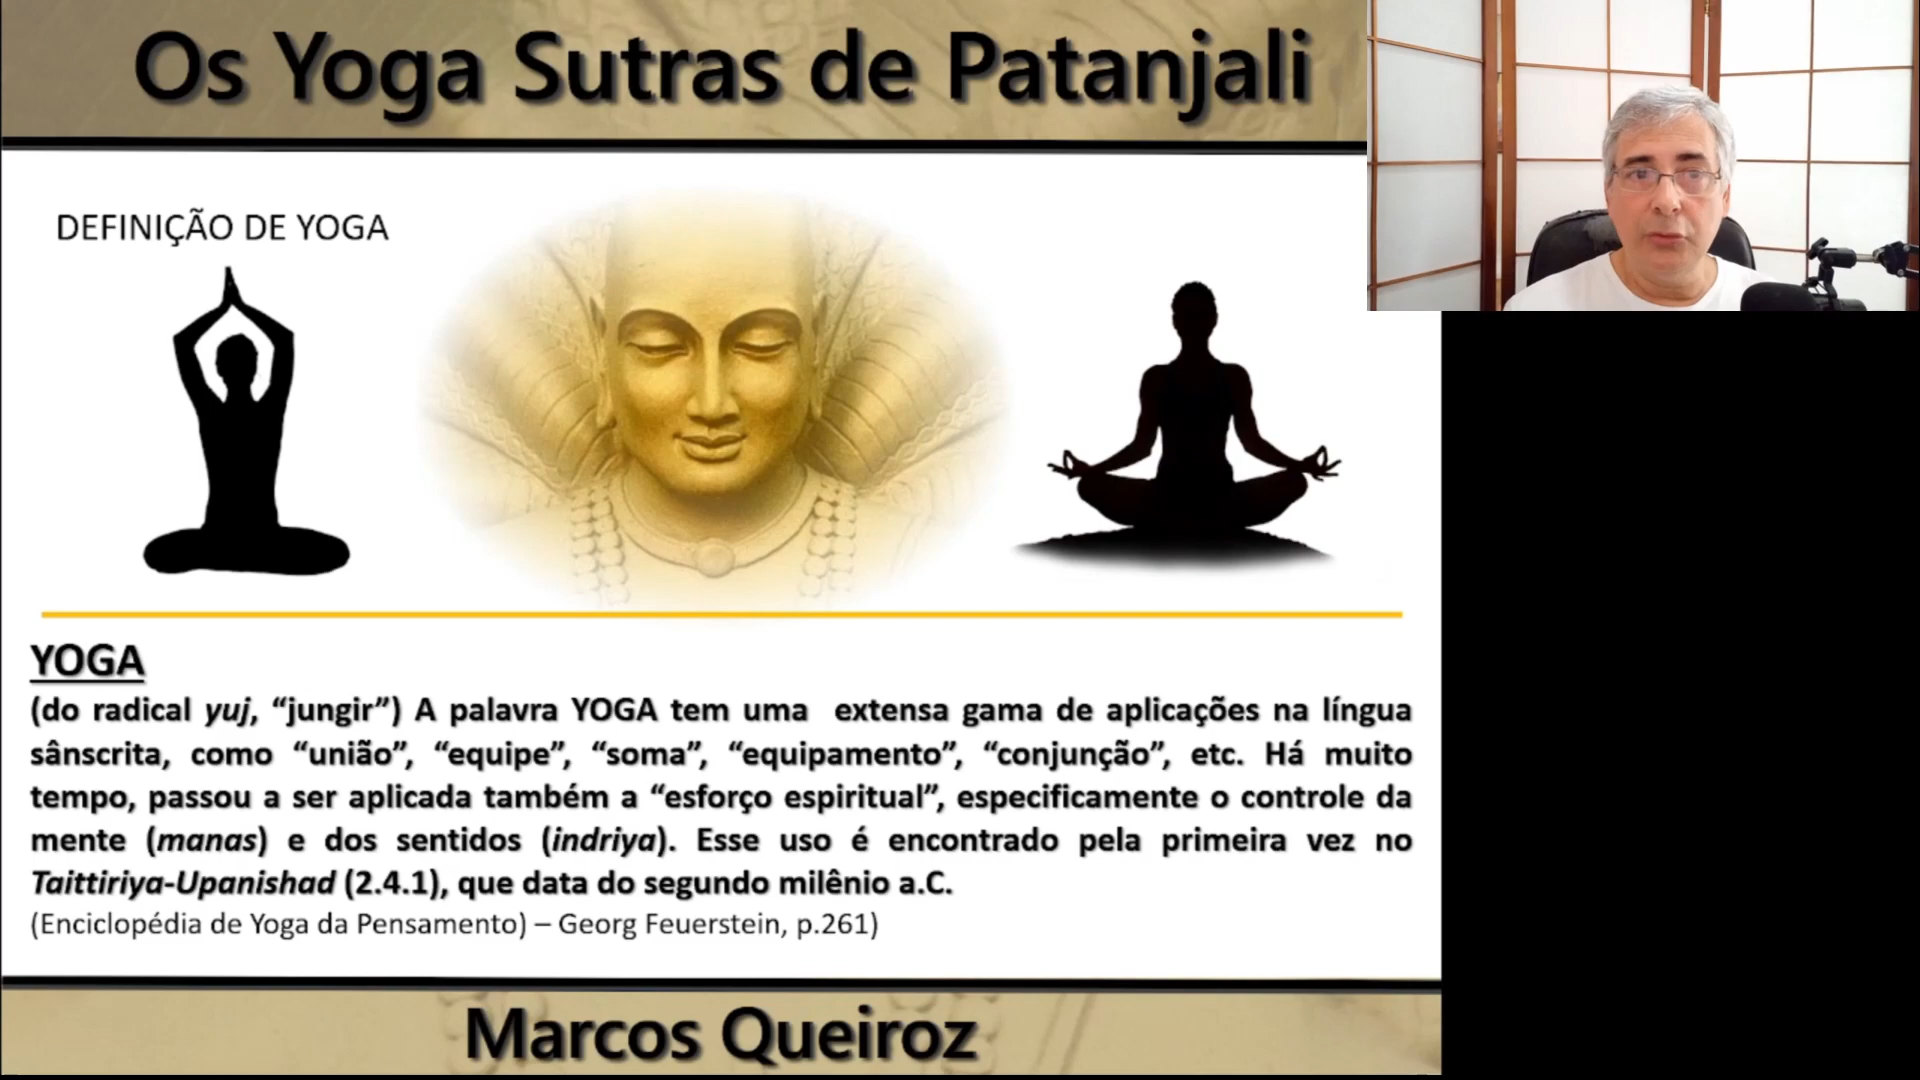 Os Yoga Sutras de Patanjali
DEFINIÇÃO DE YOGA
YOGA
(do radical yuj, “jungir”) A palavra YOGA tem uma extensa gama de aplicações na língua
sânscrita, como “união”, “equipe”, “soma”, “equipamento”, “conjunção”, etc. Há muito
tempo, passou a ser aplicada também a “esforço espiritual”, especificamente o controle da
mente (manas) e dos sentidos (indriya). Esse uso é encontrado pela primeira vez no
Taittiriya-Upanishad (2.4.1), que data do segundo milênio a.C.
(Enciclopédia de Yoga da Pensamento) – Georg Feuerstein, p.261)
Marcos Queiroz